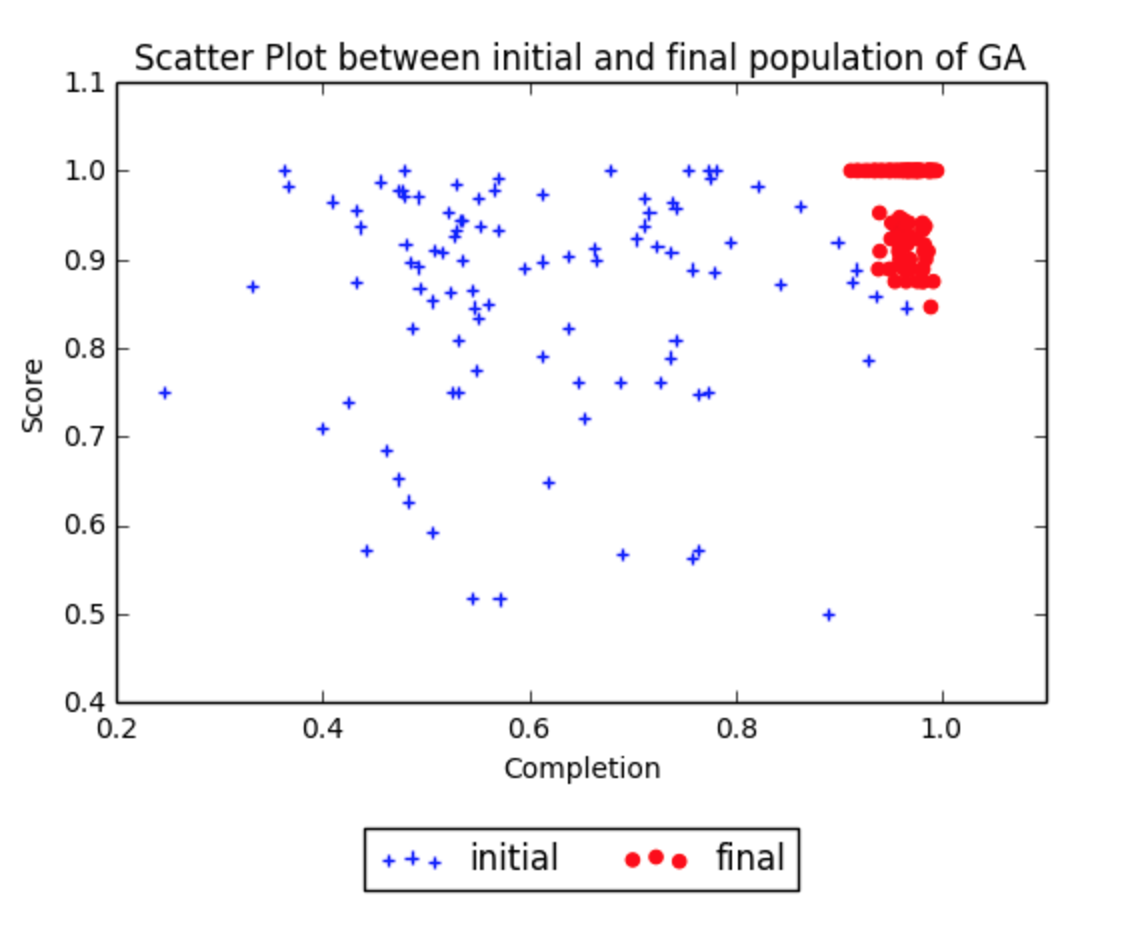 Scatter Plot between initial and final population of GA
1.1
1.0
0.9
0.8
0.7
0.6
0.5
0.4
Score
0.2 0.4 0.6 0.8 1.0
Completion
initial final